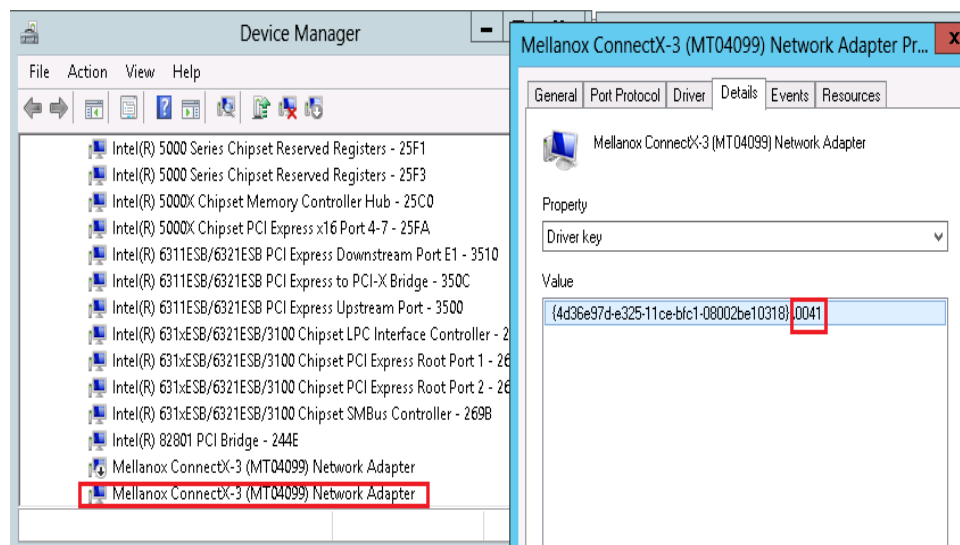 Device Manager
File Action View Help
Intel(R) 5000 Series Chipset Reserved Registers - 25F1
Intel(R) 5000 Series Chipset Reserved Registers - 25F3
Intel(R) 5000X Chipset Memory Controller Hub - 25C0
Intel(R) 5000X Chipset PCI Express x16 Port 4-7 - 25FA
Intel(R) 6311ESB/6321ESB PCI Express Downstream Port E1 - 3510
Intel(R) 6311ESB/6321ESB PCI Express to PCI-X Bridge - 350C
Intel(R) 6311ESB/6321ESB PCI Express Upstream Port - 3500
Intel(R) 631xESB/6321ESB/3100 Chipset LPC Interface Controller - 2
Intel(R) 631xESB/6321ESB/3100 Chipset PCI Express Root Port 1 - 26
Intel(R) 631xESB/6321ESB/3100 Chipset PCI Express Root Port 2 - 26
Intel(R) 631xESB/6321ESB/3100 Chipset SMBus Controller - 269B
Intel(R) 82801 PCI Bridge - 244E
Mellanox ConnectX-3 (MT04099) Network Adapter
Mellanox ConnectX-3 (MT04099) Network Adapter
Mellanox ConnectX-3 (MT04099) Network Adapter Pr...
General Port Protocol Driver Details Events Resources
Mellanox ConnectX-3 (MT04099) Network Adapter
Property
Driver key
Value
{4d36e97d-e325-11ce-bfc1-08002be10318}\0041